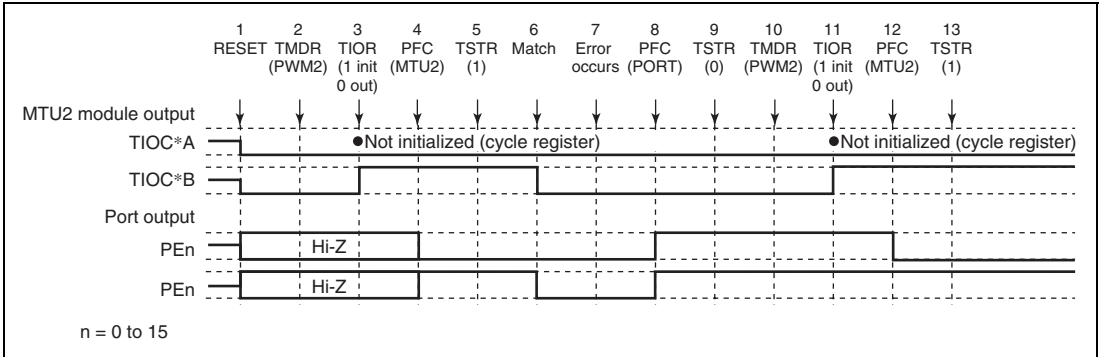 1 2 3 4 5 6 7 8 9 10 11 12 13
RESET TMDR TIOR PFC TSTR Match Error PFC TSTR TMDR TIOR PFC TSTR
(PWM2) (1 init (MTU2) (1) occurs (PORT) (0) (PWM2) (1 init (MTU2) (1)
0 out) 0 out)
MTU2 module output
TIOC*A ●Not initialized (cycle register) ●Not initialized (cycle register)
TIOC*B
Port output
PEn Hi-Z
PEn Hi-Z
n = 0 to 15